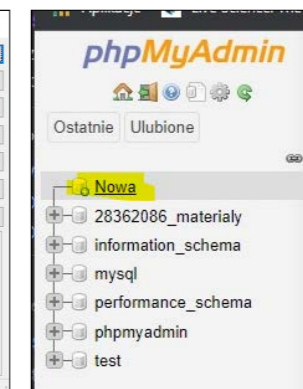 phpMyAdmin
Ostatnie Ulubione
Nowa
28362086_materialy
information_schema
mysql
performance_schema
phpmyadmin
test